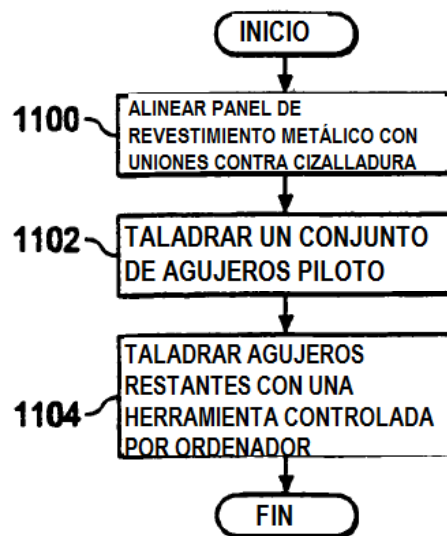 INICIO
1100
ALINEAR PANEL DE
REVESTIMIENTO METÁLICO CON
UNIONES CONTRA CIZALLADURA
1102
TALADRAR UN CONJUNTO
DE AGUJEROS PILOTO
1104
TALADRAR AGUJEROS
RESTANTES CON UNA
HERRAMIENTA CONTROLADA
POR ORDENADOR
FIN